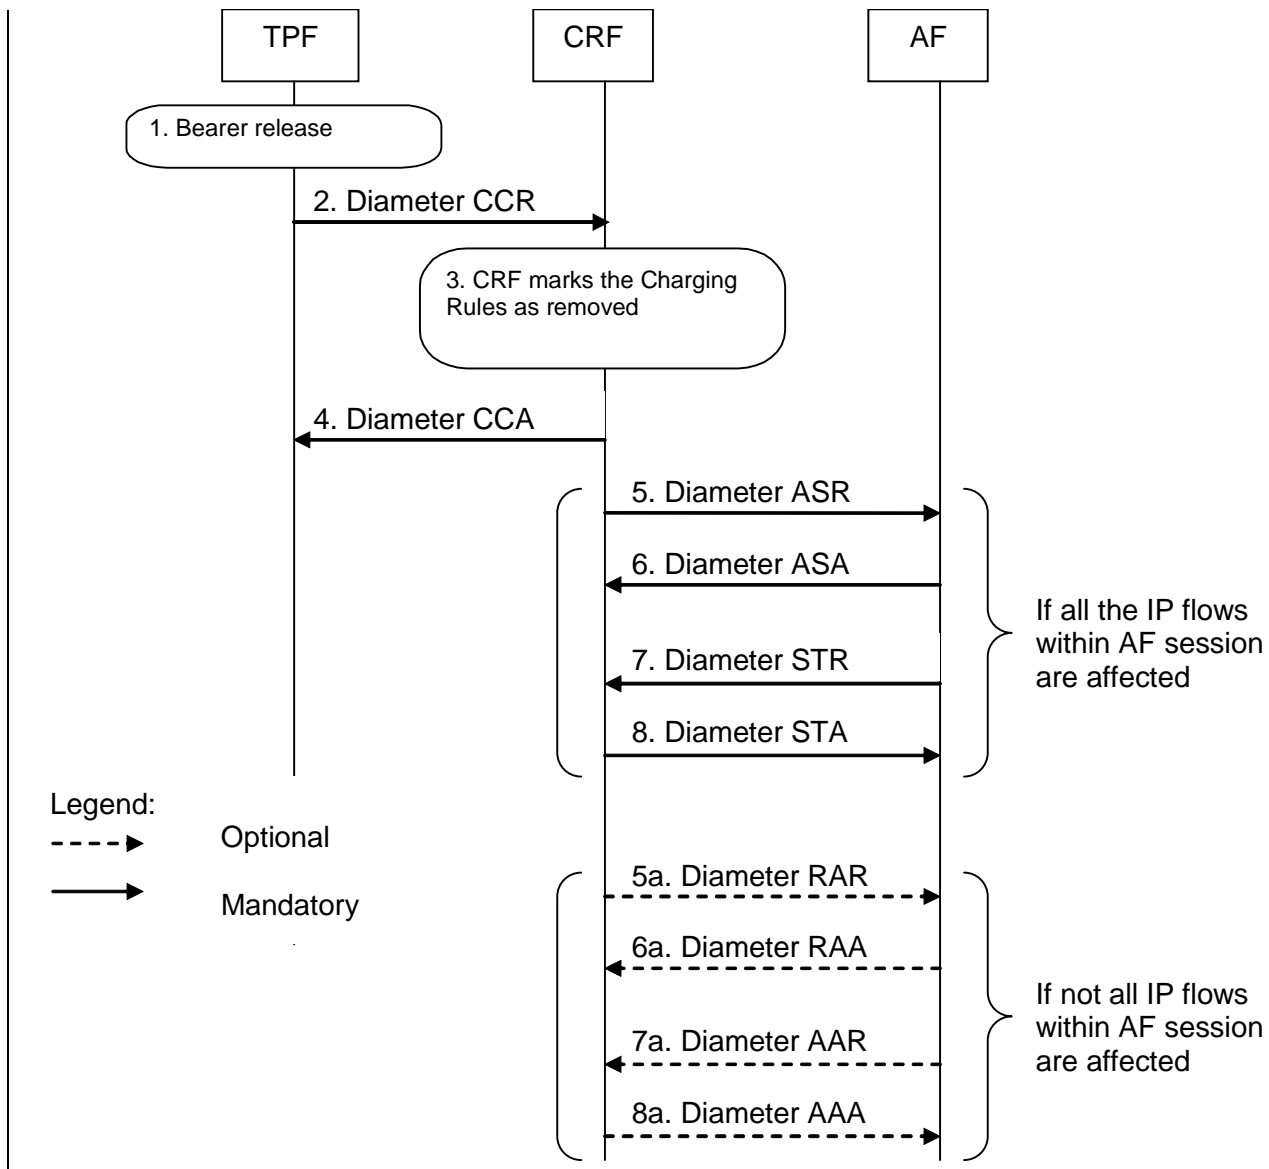 TPF
CRF
AF
1. Bearer release
2. Diameter CCR
3. CRF marks the Charging
Rules as removed
4. Diameter CCA
5. Diameter ASR
6. Diameter ASA
7. Diameter STR
8. Diameter STA
If all the IP flows
within AF session
are affected
Legend:
Optional
Mandatory
5a. Diameter RAR
6a. Diameter RAA
7a. Diameter AAR
8a. Diameter AAA
If not all IP flows
within AF session
are affected